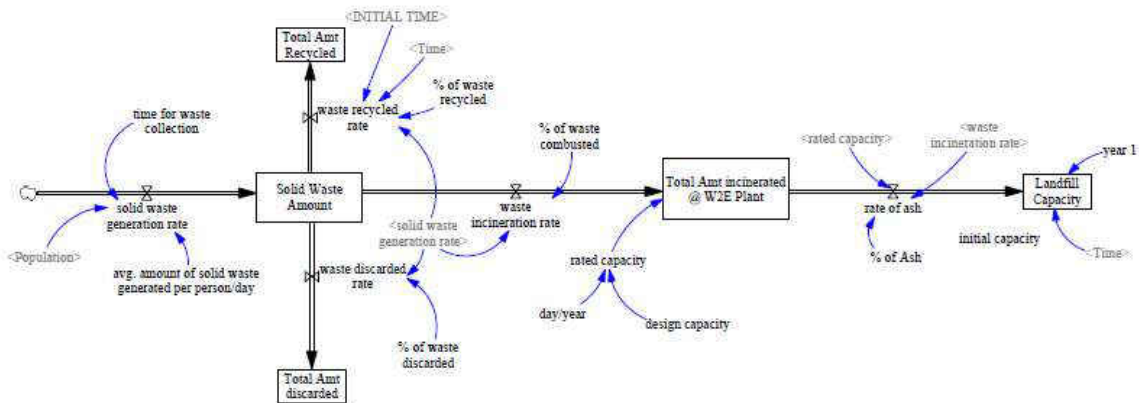 <INITIAL TIME>
Total Amt
Recycled
<Time>
% of waste
recycled
time for waste
collection
waste recycled
rate
% of waste
combusted
<rated capacity>
<waste
incineration rate>
year 1
Solid Waste
Amount
Total Amt incinerated
@ W2E Plant
Landfill
Capacity
solid waste
generation rate
waste
incineration rate
rate of ash
<solid waste
generation rate>
initial capacity
<Population>
% of Ash
<Time>
avg. amount of solid waste
generated per person/day
waste discarded
rate
rated capacity
day/year
design capacity
% of waste
discarded
Total Amt
discarded